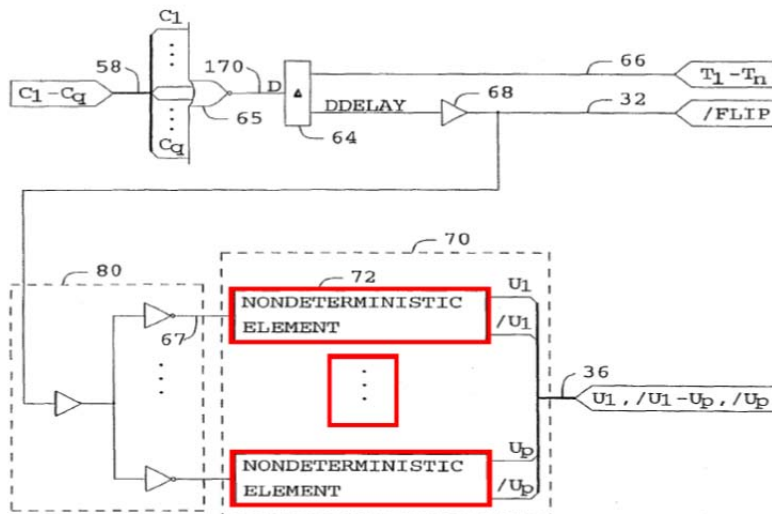 C1
58
170
C1-Cq
65
D
66
T1-Tn
DDELAY
68
32
/FLIP
64
Cq
70
80
72
NONDETERMINISTIC
ELEMENT
U1
/U1
67
36
U1,/U1-Up,/Up
NONDETERMINISTIC
ELEMENT
Up
/Up